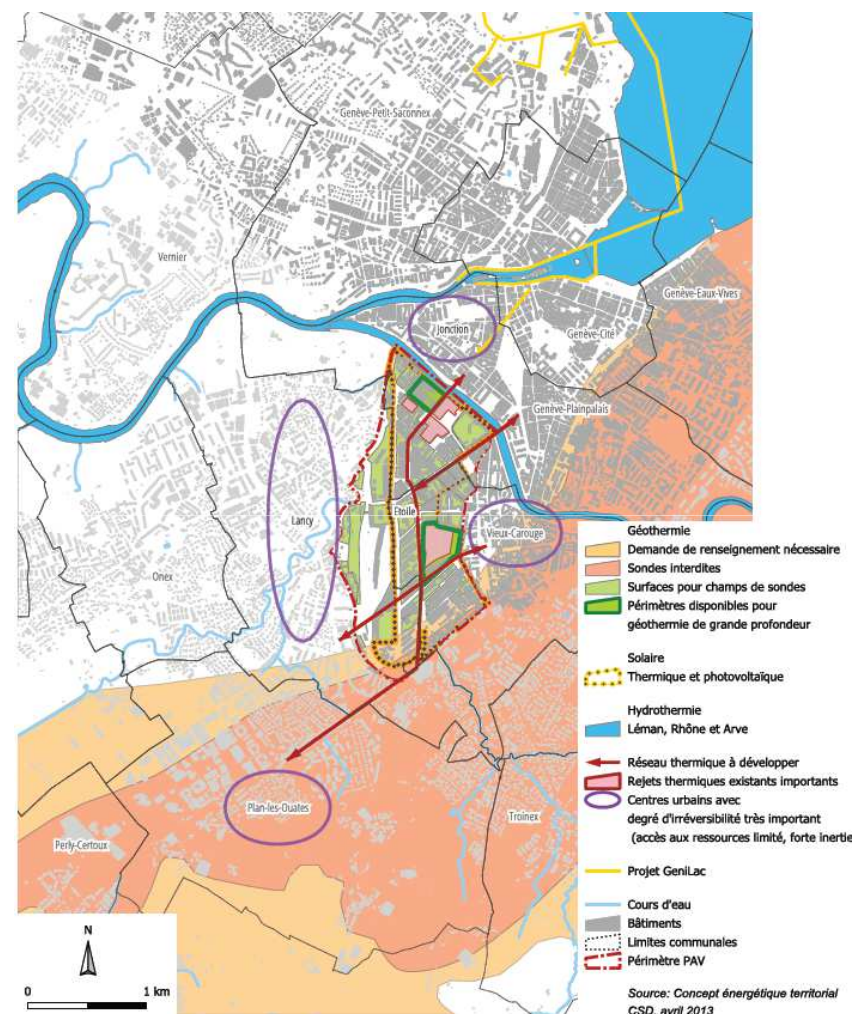 Genève-Petit-Saconnex
Vernier
Genève-Eaux-Vives
Jonction
Genève-Cité
Genève-Plainpalais
Lancy
Etoile
Vieux-Carouge
Onex
Plan-les-Ouates
Troinex
Perly-Certoux
N
0 1 km
Géothermie
Demande de renseignement nécessaire
Sondes interdites
Surfaces pour champs de sondes
Périmètres disponibles pour
géothermie de grande profondeur
Solaire
Thermique et photovoltaïque
Hydrothermie
Léman, Rhône et Arve
Réseau thermique à développer
Rejets thermiques existants importants
Centres urbains avec
degré d'irréversibilité très important
(accès aux ressources limité, forte inertie
Projet GeniLac
Cours d'eau
Bâtiments
Limites communales
Périmètre PAV
Source: Concept énergétique territorial
CSD, avril 2013